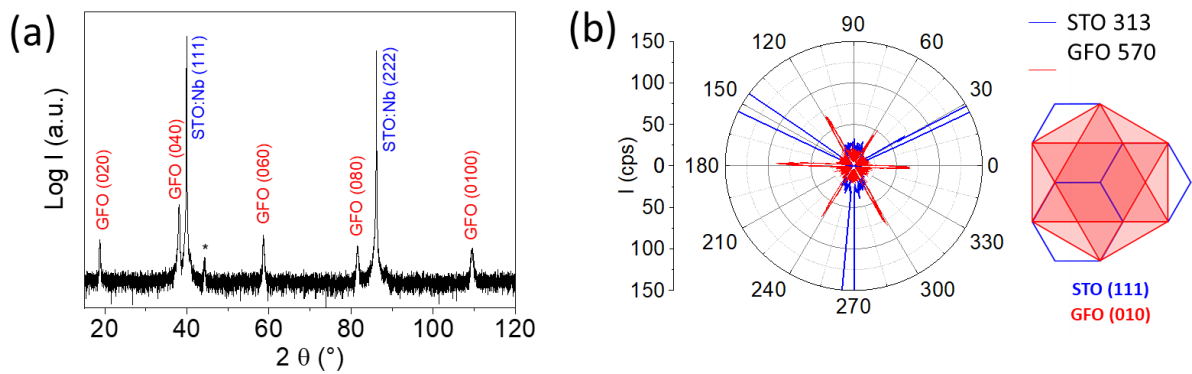 (a)
Log I (a.u.)
GFO (020)
GFO (040)
STO:Nb (111)
*
GFO (060)
GFO (080)
STO:Nb (222)
GFO (0100)
20 40 60 80 100 120
2 θ (°)
(b)
I (cps)
150
100
50
0
50
100
150
90
60
30
0
330
300
270
240
210
180
150
120
STO 313
GFO 570
STO (111)
GFO (010)